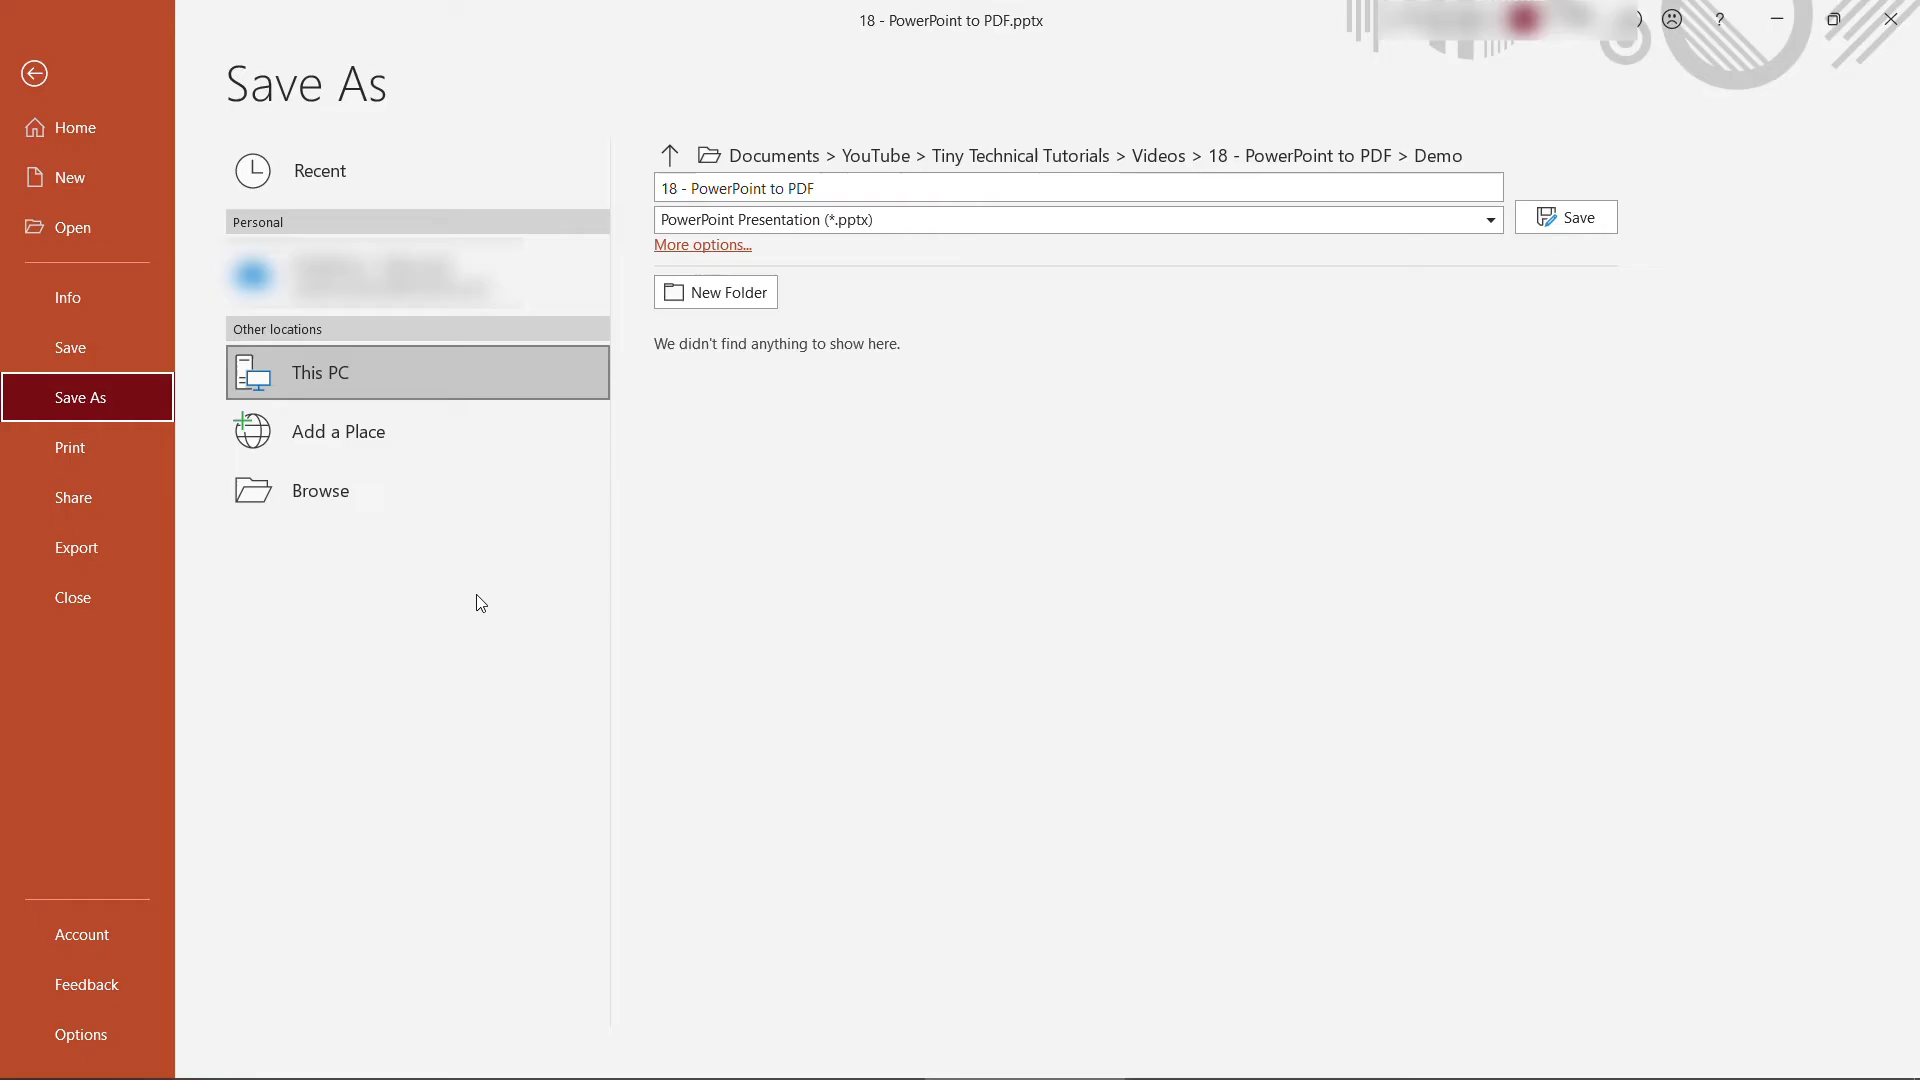 18 - PowerPoint to PDF.pptx
?
Save As
Home
New
Open
Info
Save
Save As
Print
Share
Export
Close
Account
Feedback
Options
Recent
Personal
Other locations
This PC
Add a Place
Browse
Documents > YouTube > Tiny Technical Tutorials > Videos > 18 - PowerPoint to PDF > Demo
18 - PowerPoint to PDF
PowerPoint Presentation (*.pptx)
Save
More options...
New Folder
We didn't find anything to show here.